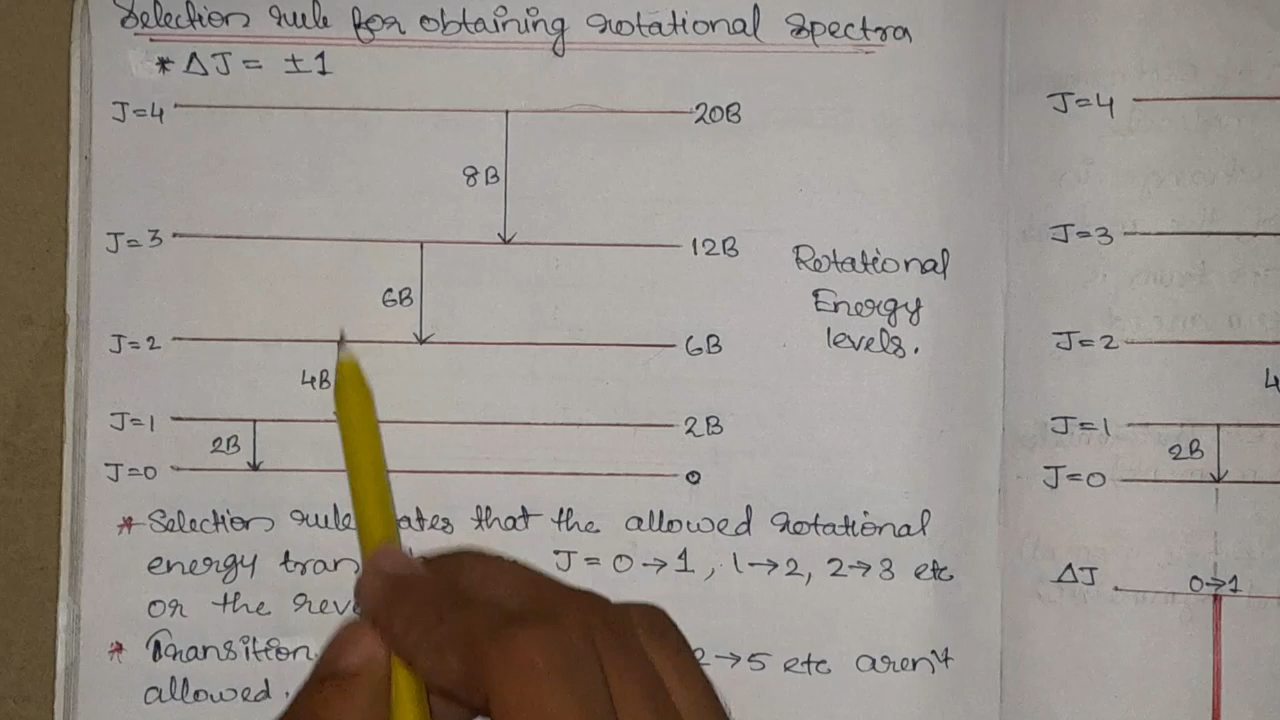 Selection rule for obtaining rotational spectra
* ΔJ = ±1
J=4 20B
8B
J=3 12B
6B
J=2 6B
4B
J=1 2B
2B
J=0 0
Rotational
Energy
levels.
* Selection rule that the allowed rotational
energy J=0→1, 1→2, 2→3 etc
or the
* Transition 2→5 etc aren't
allowed.
J=4
J=3
J=2
4
J=1
2B
J=0
ΔJ 0→1